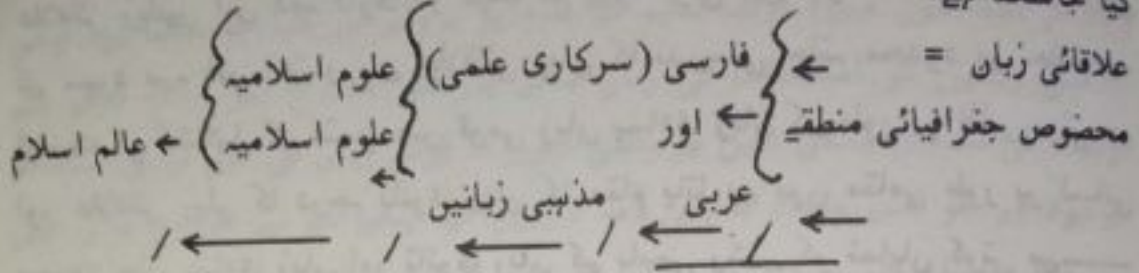 علاقائی زبان = ← فارسی (سرکاری علمی) علوم اسلامیہ
محضوص جغرافیائی منطقے ← اور علوم اسلامیہ ← عالم اسلام
← عربی ← مذہبی زبانیں ← / ← / ← /